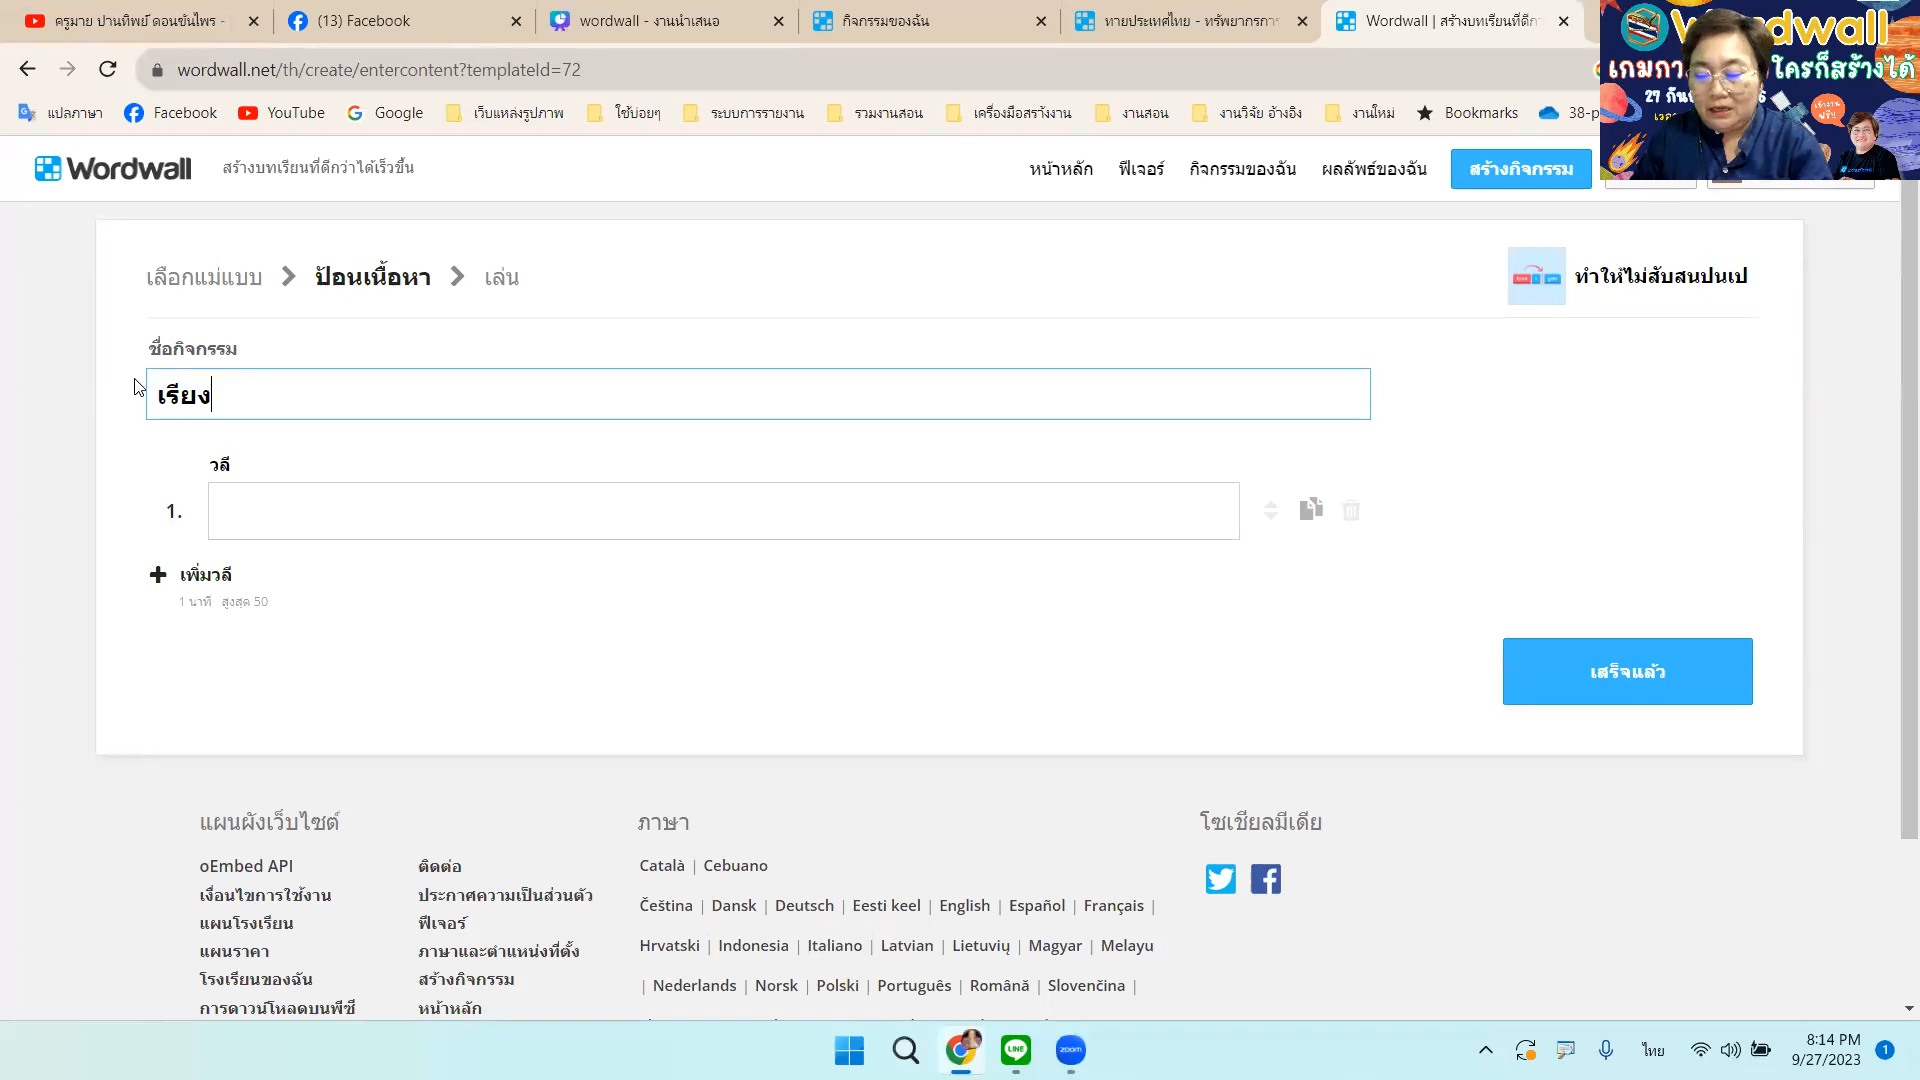 ครูมาย ปานทิพย์ ดอนขันไพร -
(13) Facebook
wordwall - งานนำเสนอ
กิจกรรมของฉัน
ทายประเทศไทย - ทรัพยากรการ
Wordwall | สร้างบทเรียนที่ดีก
wordwall.net/th/create/entercontent?templateId=72
แปลภาษา
Facebook
YouTube
Google
เว็บแหล่งรูปภาพ
ใช้บ่อยๆ
ระบบการรายงาน
รวมงานสอน
เครื่องมือสร้างงาน
งานสอน
งานวิจัย อ้างอิง
งานใหม่
Bookmarks
38-p
Wordwall
เกมกา
ใครก็สร้างได้
27 กัน
Wordwall
สร้างบทเรียนที่ดีกว่าได้เร็วขึ้น
หน้าหลัก
ฟีเจอร์
กิจกรรมของฉัน
ผลลัพธ์ของฉัน
สร้างกิจกรรม
เลือกแม่แบบ
ป้อนเนื้อหา
เล่น
ทำให้ไม่สับสนปนเป
ชื่อกิจกรรม
เรียง
วลี
1.
เพิ่มวลี
1 นาที สูงสุด 50
เสร็จแล้ว
แผนผังเว็บไซต์
ภาษา
โซเชียลมีเดีย
oEmbed API
ติดต่อ
Català | Cebuano
เงื่อนไขการใช้งาน
ประกาศความเป็นส่วนตัว
Čeština | Dansk | Deutsch | Eesti keel | English | Español | Français |
แผนโรงเรียน
ฟีเจอร์
แผนราคา
ภาษาและตำแหน่งที่ตั้ง
Hrvatski | Indonesia | Italiano | Latvian | Lietuvių | Magyar | Melayu
โรงเรียนของฉัน
สร้างกิจกรรม
| Nederlands | Norsk | Polski | Português | Română | Slovenčina |
การดาวน์โหลดบนพีซี
หน้าหลัก
LINE
zoom
ไทย
8:14 PM
9/27/2023
1